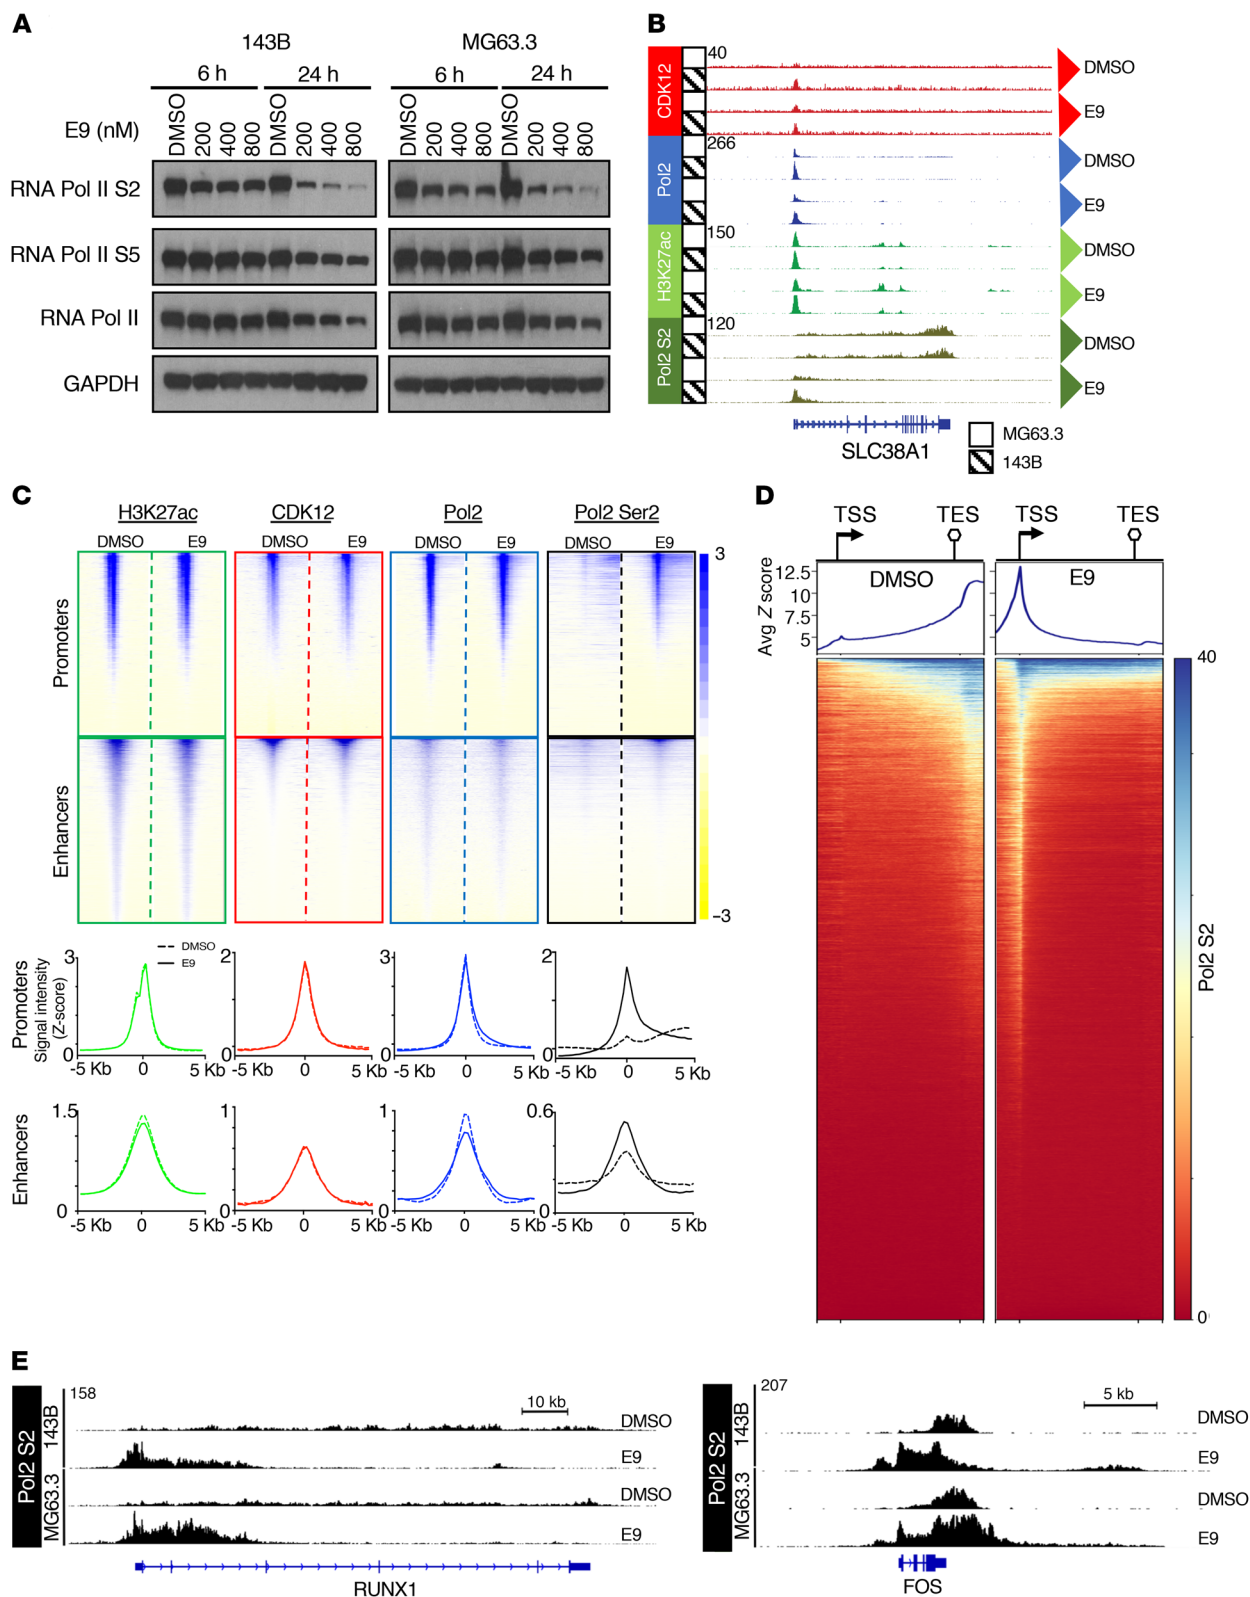 A
143B
MG63.3
6 h
24 h
6 h
24 h
E9 (nM)
DMSO
200
400
800
DMSO
200
400
800
DMSO
200
400
800
DMSO
200
400
800
RNA Pol II S2
RNA Pol II S5
RNA Pol II
GAPDH
B
CDK12
40
DMSO
E9
Pol2
266
DMSO
E9
H3K27ac
150
DMSO
E9
Pol2 S2
120
DMSO
E9
SLC38A1
MG63.3
143B
C
H3K27ac
CDK12
Pol2
Pol2 Ser2
DMSO E9
DMSO E9
DMSO E9
DMSO E9
Promoters
Enhancers
3
−3
Promoters
Signal intensity
(Z-score)
DMSO
E9
3
0
-5 Kb 0 5 Kb
2
0
-5 Kb 0 5 Kb
3
0
-5 Kb 0 5 Kb
2
0
-5 Kb 0 5 Kb
Enhancers
1.5
0
-5 Kb 0 5 Kb
1
0
-5 Kb 0 5 Kb
1
0
-5 Kb 0 5 Kb
0.6
0
-5 Kb 0 5 Kb
D
TSS
TES
TSS
TES
Avg Z score
12.5
10
7.5
5
DMSO
E9
40
Pol2 S2
0
E
Pol2 S2
143B
MG63.3
158
10 kb
DMSO
E9
DMSO
E9
RUNX1
Pol2 S2
143B
MG63.3
207
5 kb
DMSO
E9
DMSO
E9
FOS